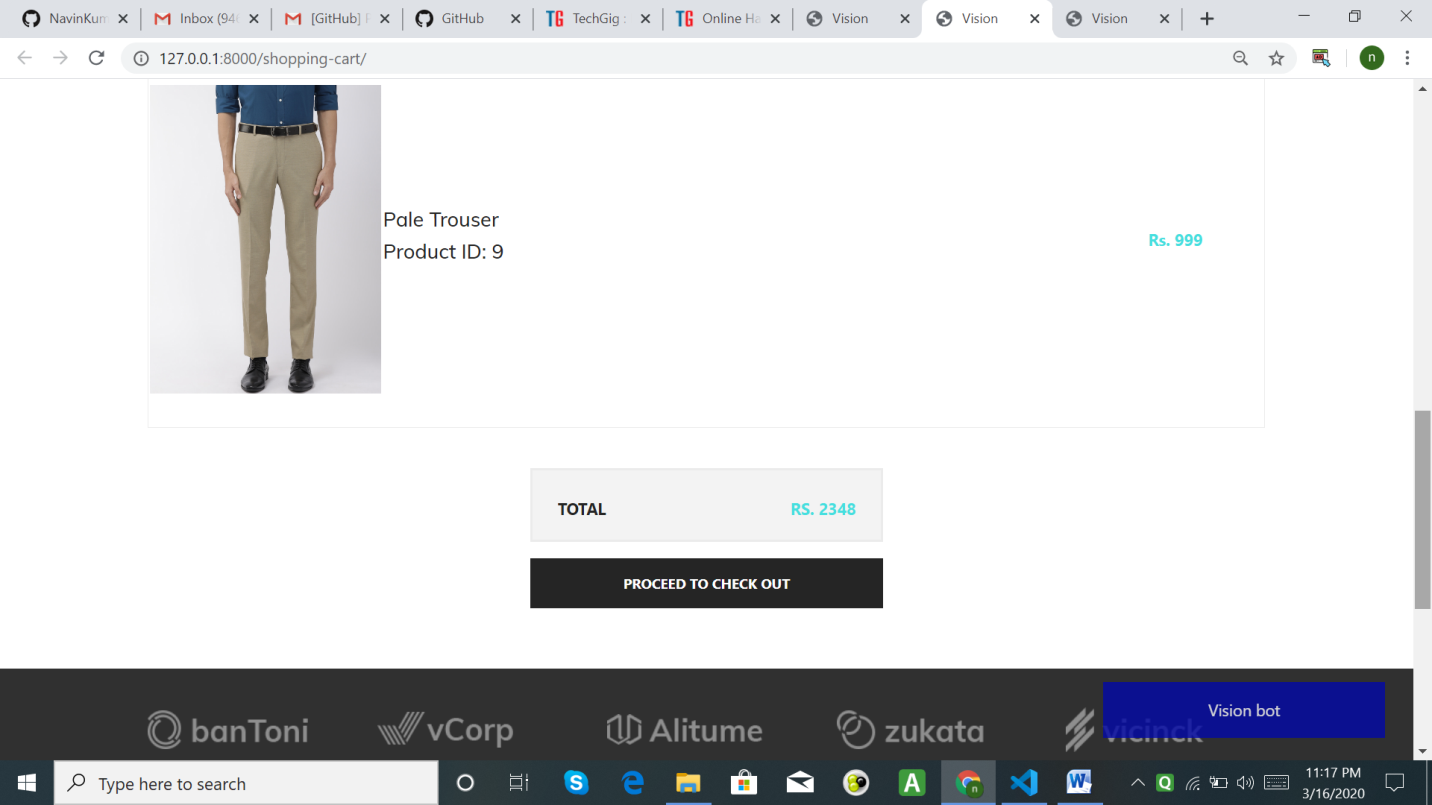 NavinKum
Inbox (946
[GitHub] P
GitHub
TechGig :
Online Ha
Vision
Vision
Vision
127.0.0.1:8000/shopping-cart/
n
Pale Trouser
Product ID: 9
Rs. 999
TOTAL RS. 2348
PROCEED TO CHECK OUT
banToni
vCorp
Alitume
zukata
vicinck
Vision bot
Type here to search
11:17 PM
3/16/2020